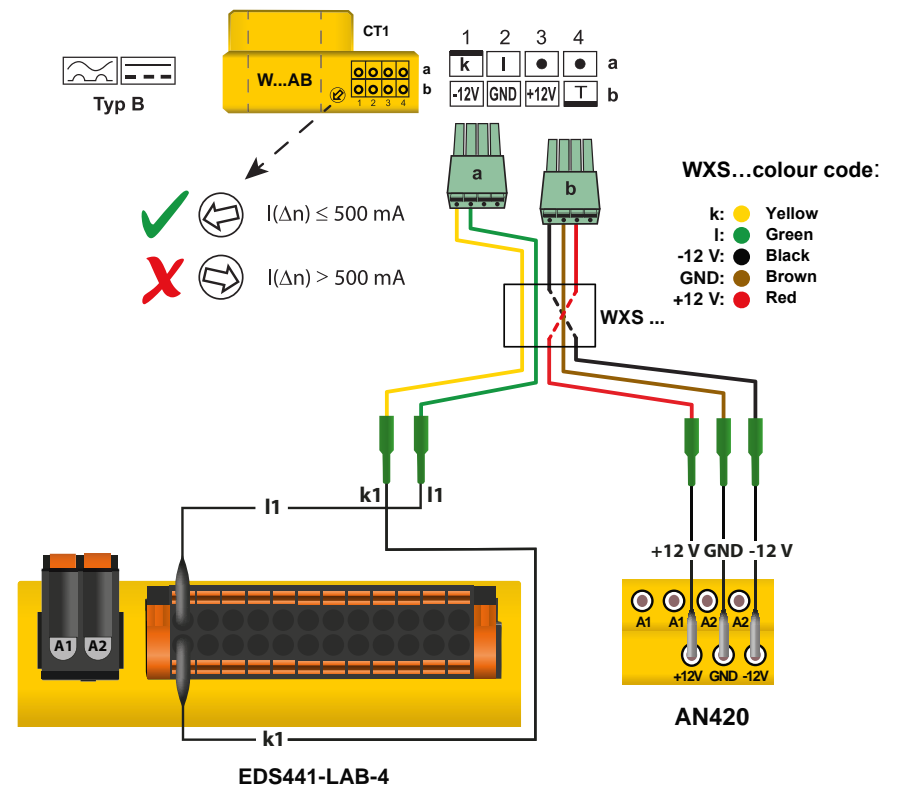 CT1
W...AB
a
b
1 2 3 4
Typ B
1 2 3 4
k l a
-12V GND +12V T b
I(Δn) ≤ 500 mA
I(Δn) > 500 mA
a
b
WXS...colour code:
k: Yellow
l: Green
-12 V: Black
GND: Brown
+12 V: Red
WXS ...
k1
l1
l1
+12 V GND -12 V
A1 A2
A1 A1 A2 A2
+12V GND -12V
AN420
k1
EDS441-LAB-4